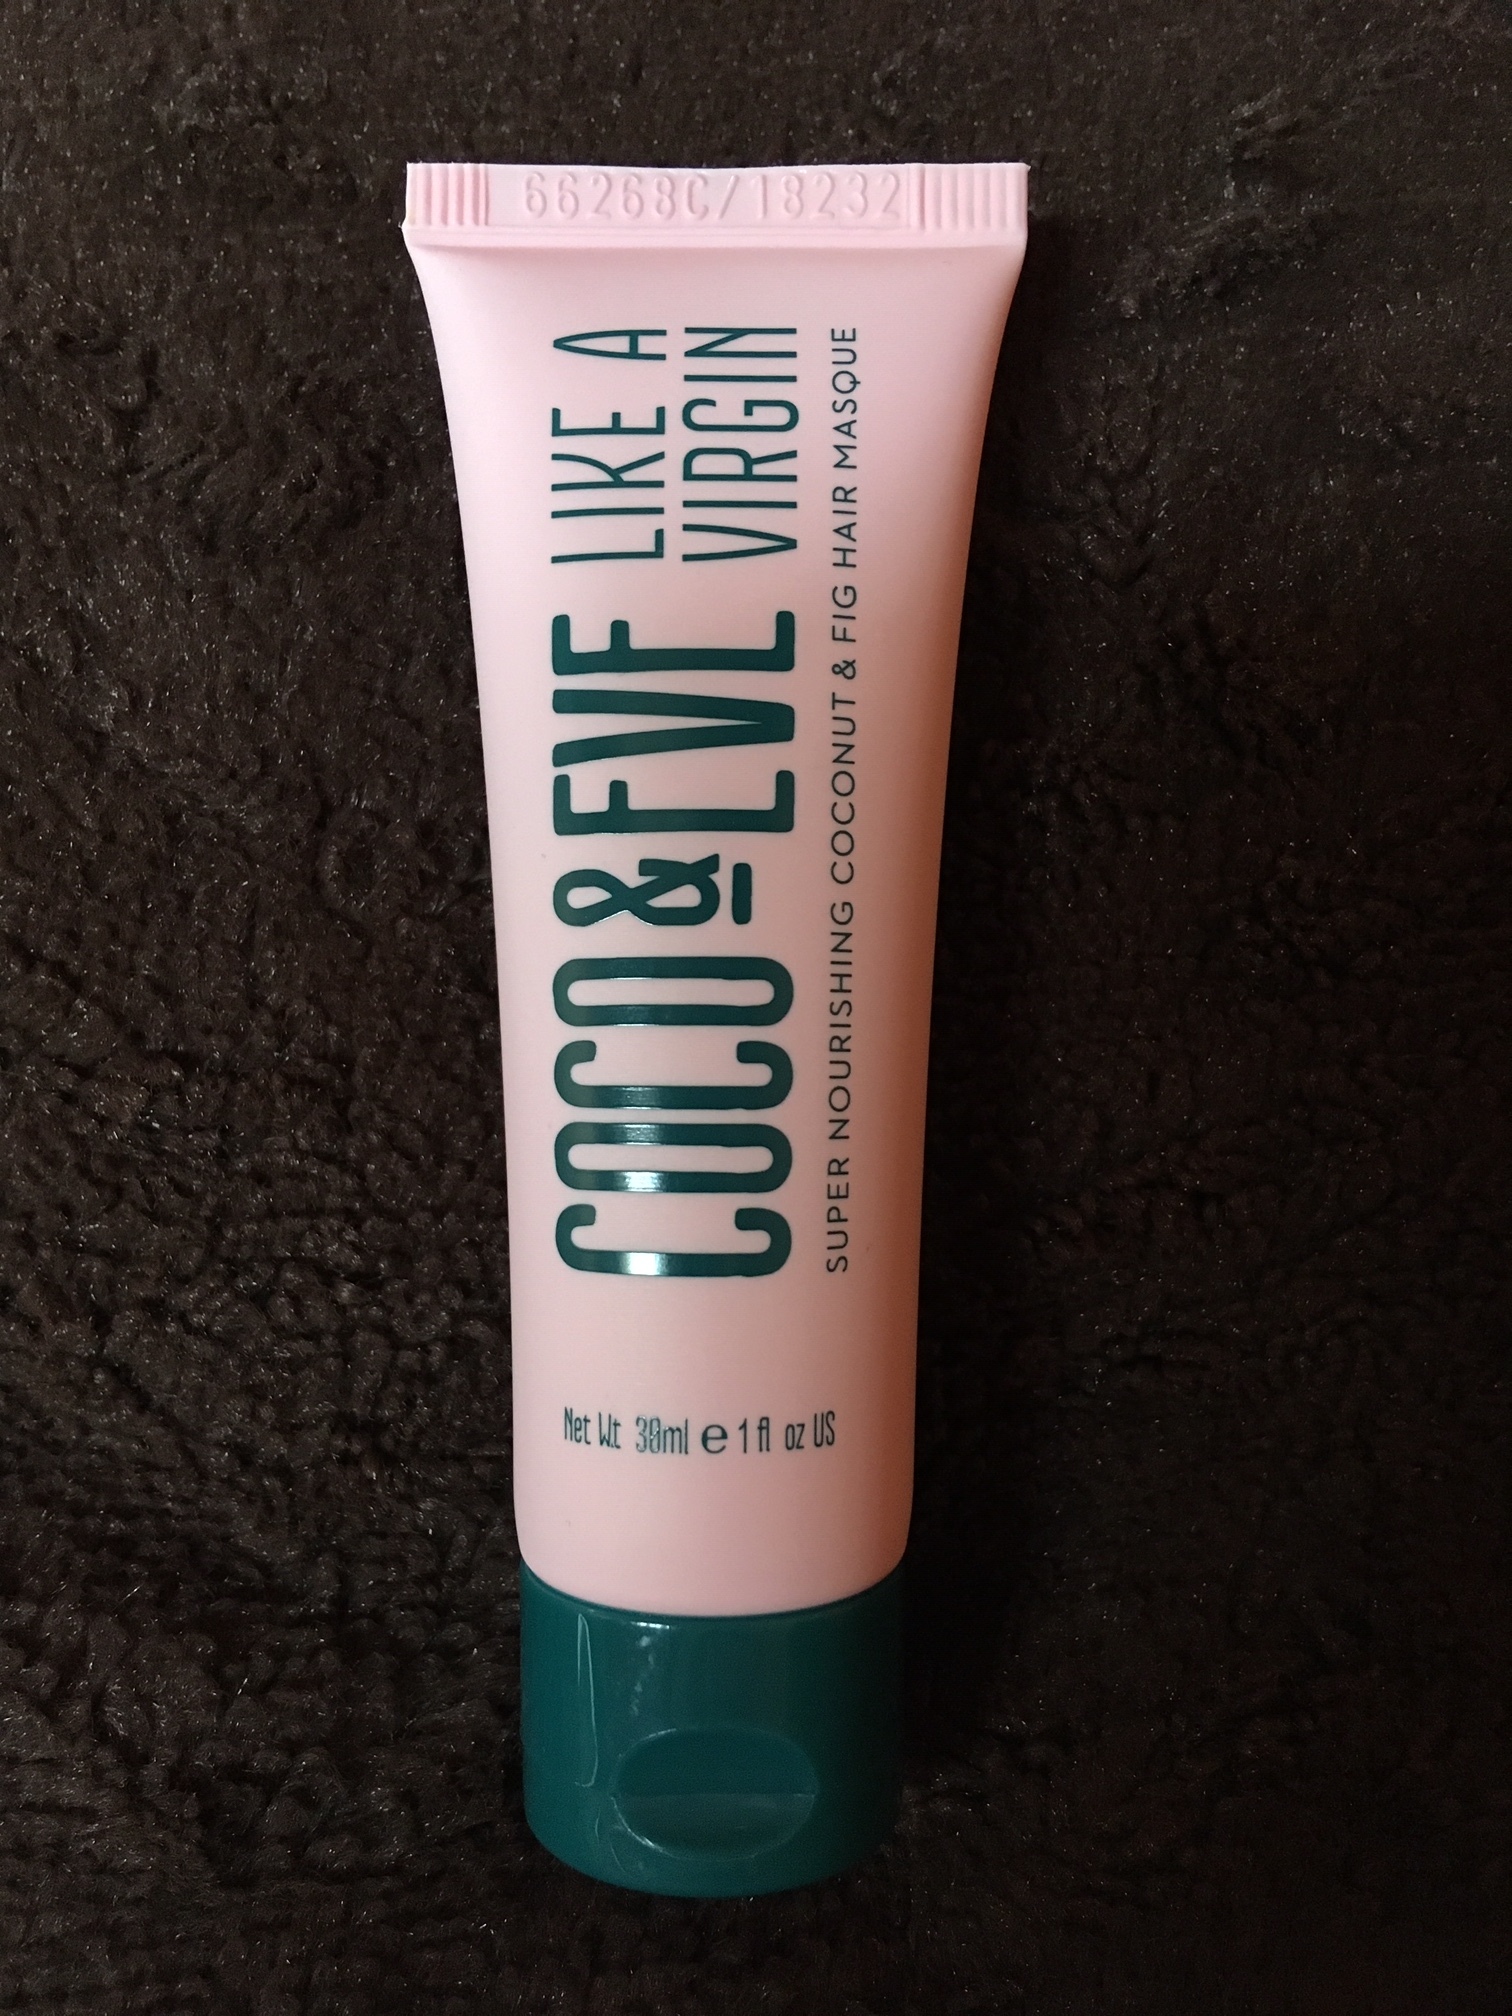 66268C/18232
COCO & EVE
LIKE A
VIRGIN
SUPER NOURISHING COCONUT & FIG HAIR MASQUE
Net Wt 30ml e 1 fl oz US